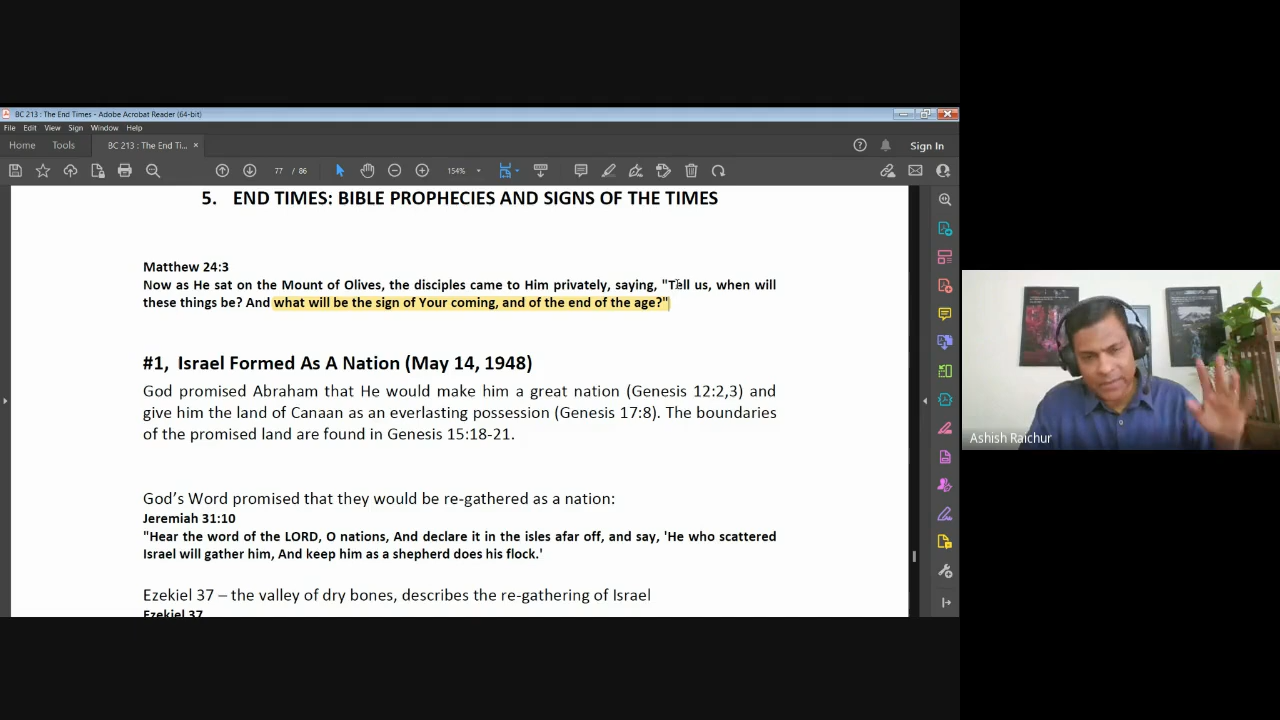 BC 213 : The End Times - Adobe Acrobat Reader (64-bit)
File Edit View Sign Window Help
Home Tools BC 213 : The End Ti... × Sign In
77 / 86 154%
5. END TIMES: BIBLE PROPHECIES AND SIGNS OF THE TIMES
Matthew 24:3
Now as He sat on the Mount of Olives, the disciples came to Him privately, saying, "Tell us, when will
these things be? And what will be the sign of Your coming, and of the end of the age?"
#1, Israel Formed As A Nation (May 14, 1948)
God promised Abraham that He would make him a great nation (Genesis 12:2,3) and
give him the land of Canaan as an everlasting possession (Genesis 17:8). The boundaries
of the promised land are found in Genesis 15:18-21.
God's Word promised that they would be re-gathered as a nation:
Jeremiah 31:10
"Hear the word of the LORD, O nations, And declare it in the isles afar off, and say, 'He who scattered
Israel will gather him, And keep him as a shepherd does his flock.'
Ezekiel 37 – the valley of dry bones, describes the re-gathering of Israel
Ezekiel 37
Ashish Raichur